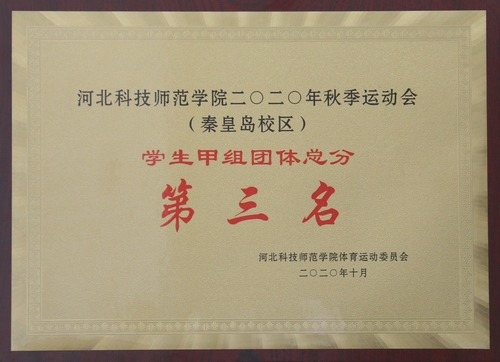 河北科技师范学院二〇二〇年秋季运动会
（秦皇岛校区）
学生甲组团体总分
第三名
河北科技师范学院体育运动委员会
二〇二〇年十月